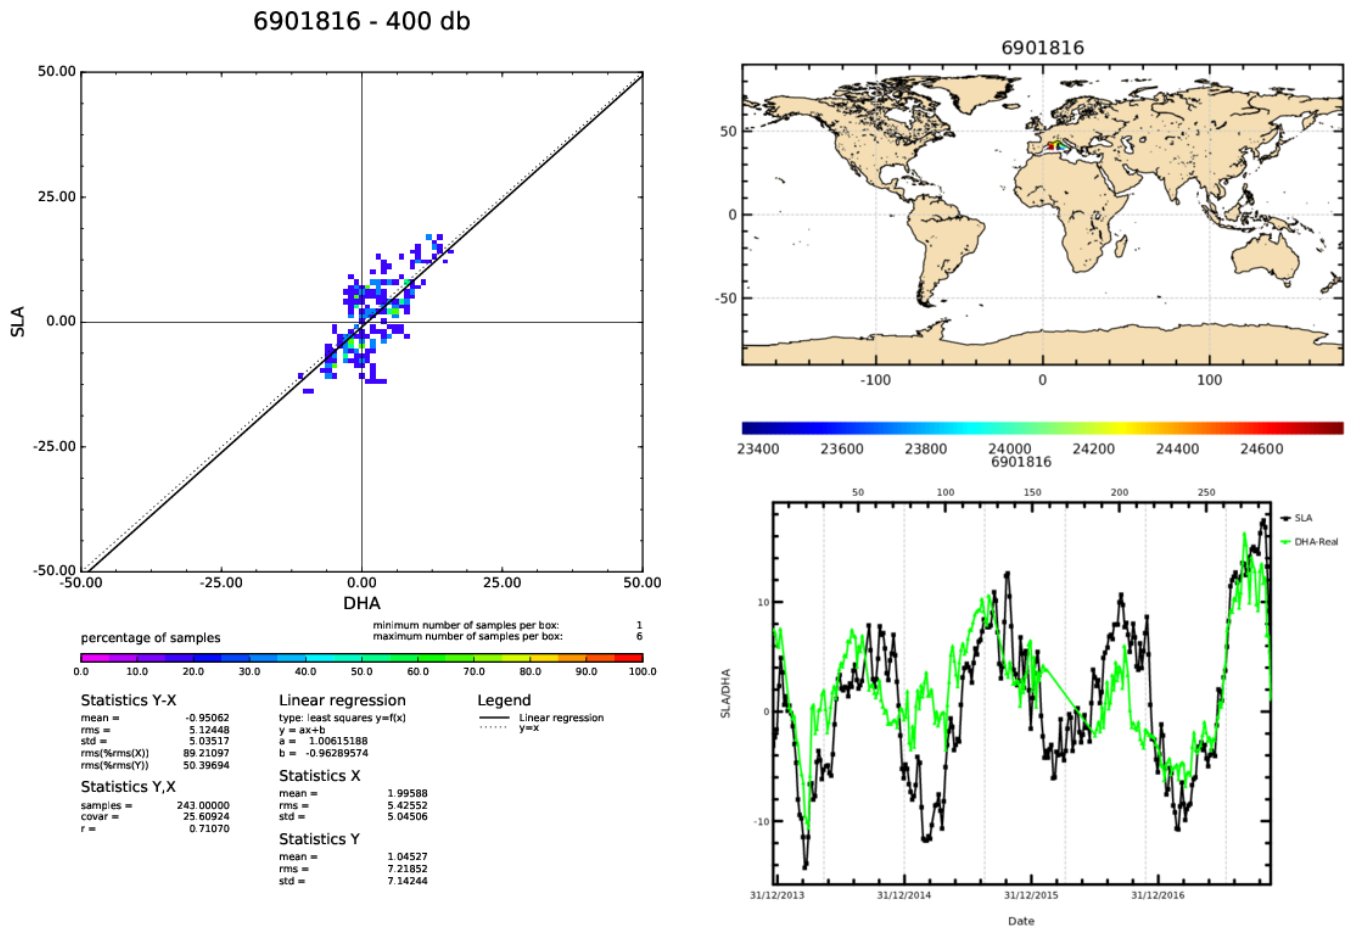 6901816 - 400 db
50.00
25.00
0.00
-25.00
-50.00
SLA
-50.00 -25.00 0.00 25.00 50.00
DHA
percentage of samples
minimum number of samples per box: 1
maximum number of samples per box: 6
0.0 10.0 20.0 30.0 40.0 50.0 60.0 70.0 80.0 90.0 100.0
Statistics Y-X
mean = -0.95062
rms = 5.12448
std = 5.03517
rms(%rms(X)) 89.21097
rms(%rms(Y)) 50.39694
Statistics Y,X
samples = 243.00000
covar = 25.60924
r = 0.71070
Linear regression
type: least squares y=f(x)
y = ax+b
a = 1.00615188
b = -0.96289574
Statistics X
mean = 1.99588
rms = 5.42552
std = 5.04506
Statistics Y
mean = 1.04527
rms = 7.21852
std = 7.14244
Legend
Linear regression
y=x
6901816
50
0
-50
-100 0 100
23400 23600 23800 24000 24200 24400 24600
6901816
50 100 150 200 250
10
0
-10
SLA/DHA
SLA
DHA-Real
31/12/2013 31/12/2014 31/12/2015 31/12/2016
Date